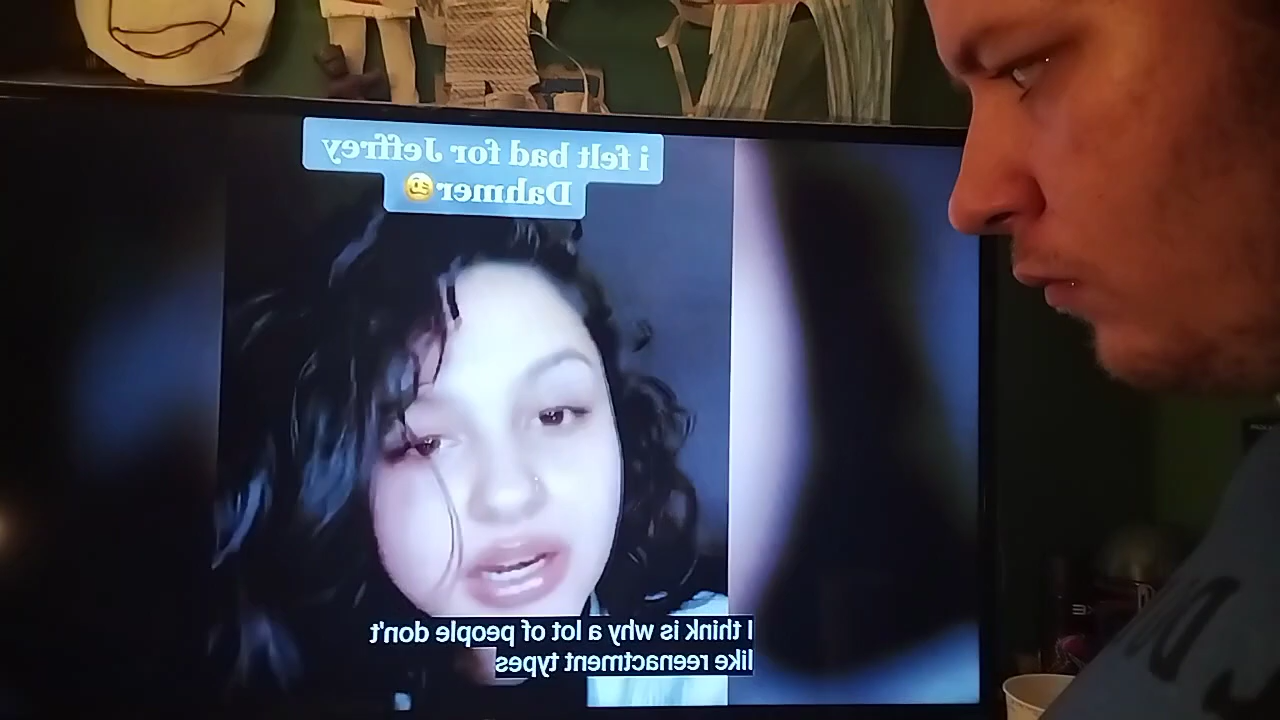 i felt bad for Jeffrey
Dahmer🥴
I think is why a lot of people don't
like reenactment types